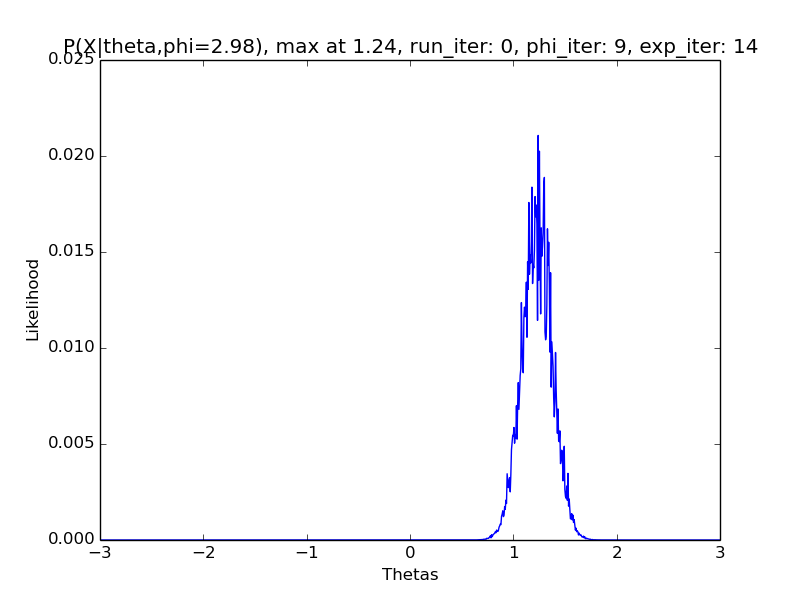 P(X|theta,phi=2.98), max at 1.24, run_iter: 0, phi_iter: 9, exp_iter: 14
0.025
0.020
0.015
0.010
0.005
0.000
Likelihood
−3 −2 −1 0 1 2 3
Thetas